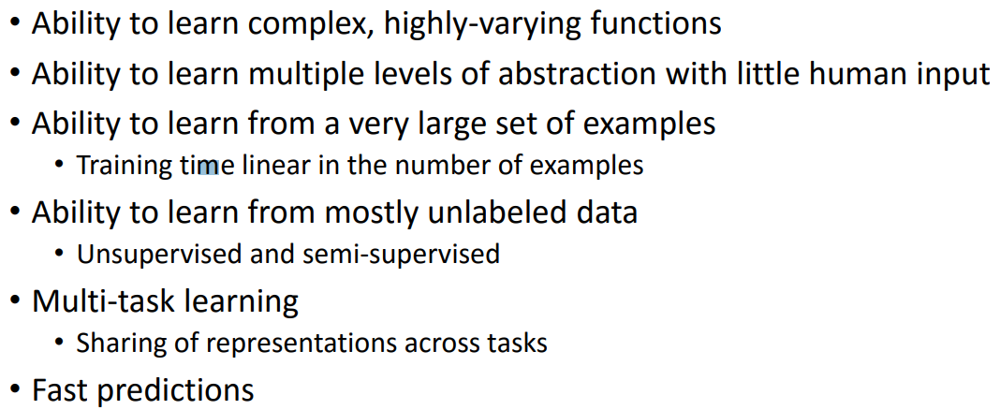 • Ability to learn complex, highly-varying functions
• Ability to learn multiple levels of abstraction with little human input
• Ability to learn from a very large set of examples
• Training time linear in the number of examples
• Ability to learn from mostly unlabeled data
• Unsupervised and semi-supervised
• Multi-task learning
• Sharing of representations across tasks
• Fast predictions